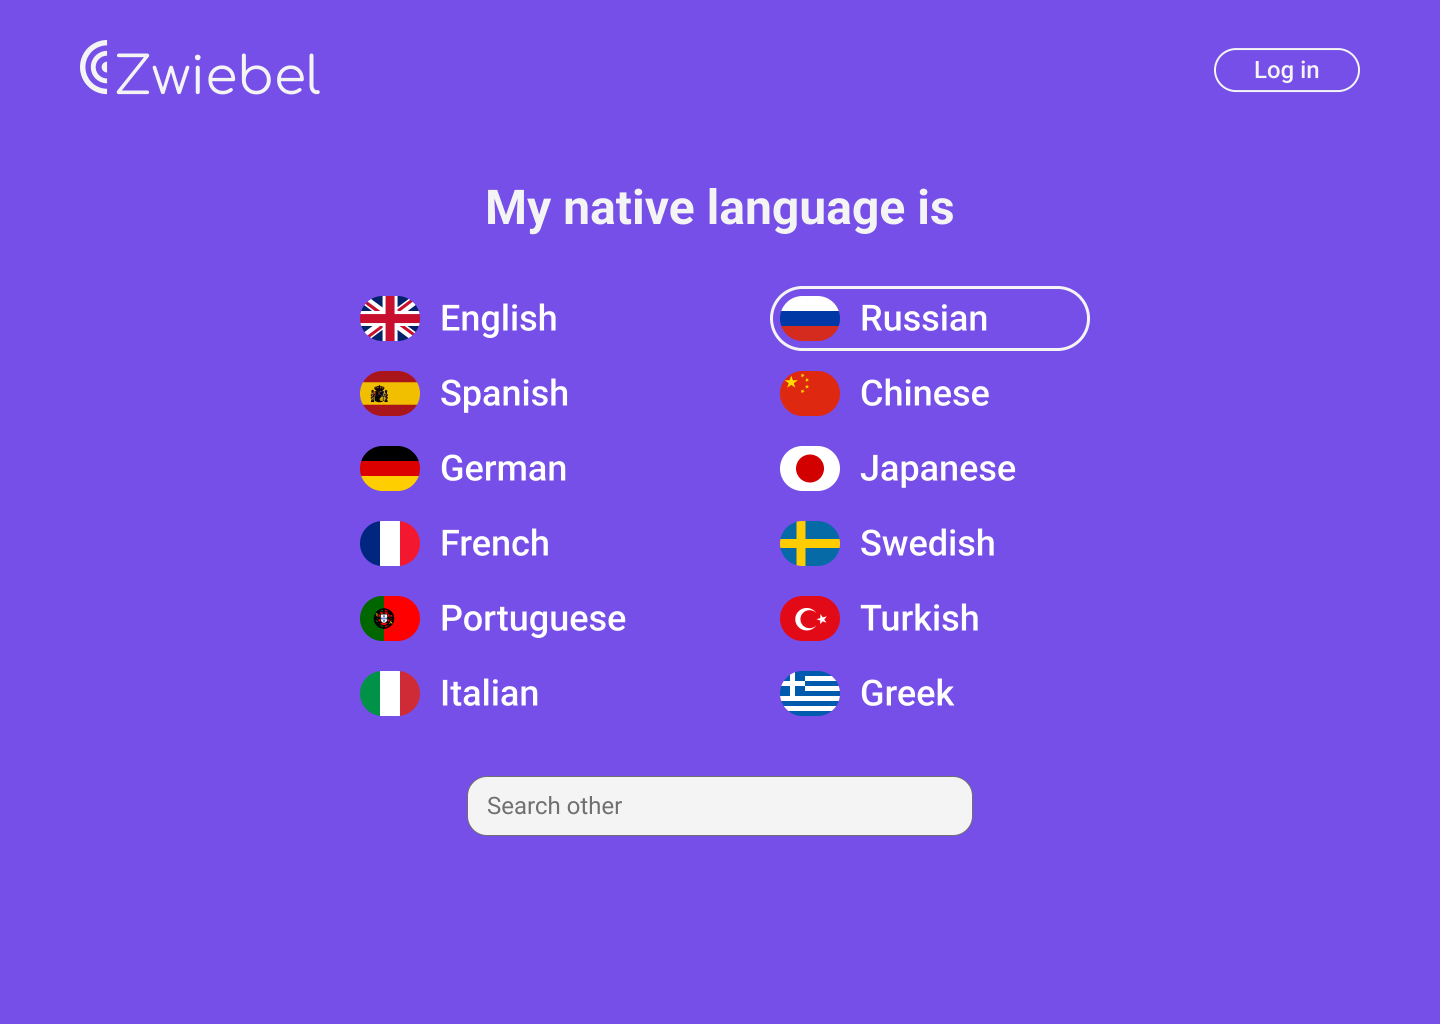 Zwiebel
Log in
My native language is
English
Russian
Spanish
Chinese
German
Japanese
French
Swedish
Portuguese
Turkish
Italian
Greek
Search other